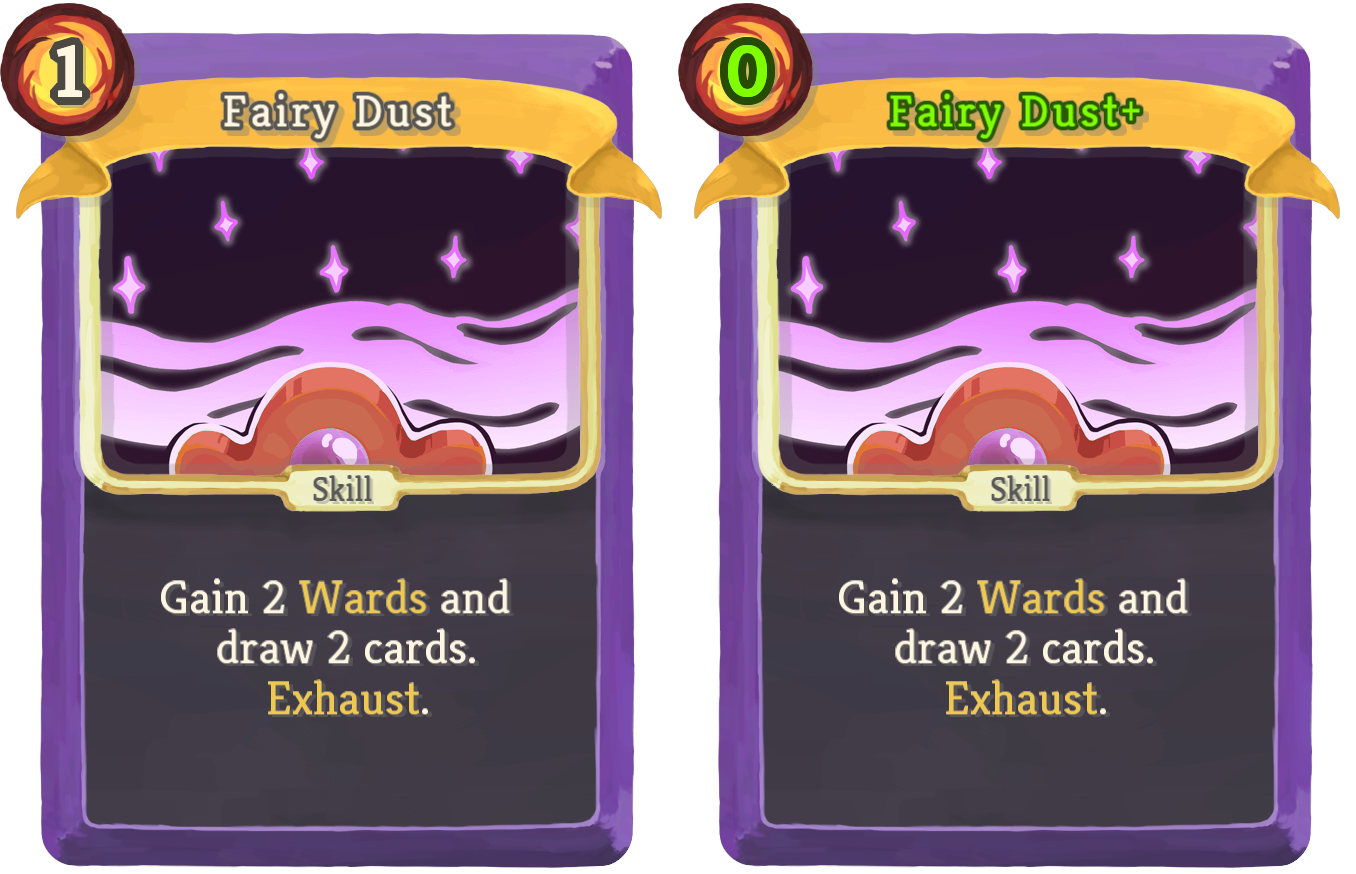 1
Fairy Dust
Skill
Gain 2 Wards and
draw 2 cards.
Exhaust.
0
Fairy Dust+
Skill
Gain 2 Wards and
draw 2 cards.
Exhaust.